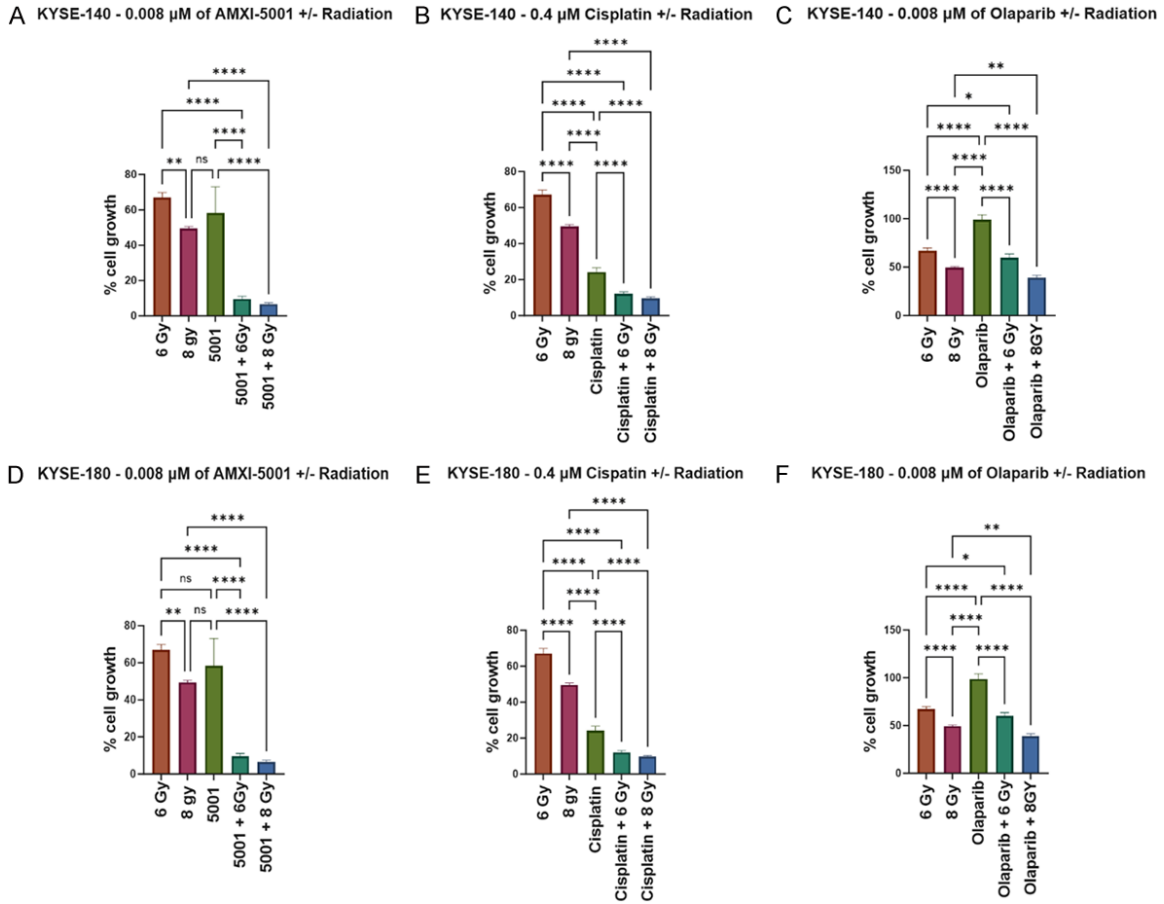 A KYSE-140 - 0.008 µM of AMXI-5001 +/- Radiation
****
****
****
** ns ****
% cell growth
80
60
40
20
0
6 Gy
8 gy
5001
5001 + 6Gy
5001 + 8 Gy
B KYSE-140 - 0.4 µM Cisplatin +/- Radiation
****
****
**** ****
****
**** ****
% cell growth
80
60
40
20
0
6 Gy
8 gy
Cisplatin
Cisplatin + 6 Gy
Cisplatin + 8 Gy
C KYSE-140 - 0.008 µM of Olaparib +/- Radiation
**
*
**** ****
****
**** ****
% cell growth
150
100
50
0
6 Gy
8 Gy
Olaparib
Olaparib + 6 Gy
Olaparib + 8GY
D KYSE-180 - 0.008 µM of AMXI-5001 +/- Radiation
****
****
ns ****
** ns ****
% cell growth
80
60
40
20
0
6 Gy
8 gy
5001
5001 + 6Gy
5001 + 8 Gy
E KYSE-180 - 0.4 µM Cispatin +/- Radiation
****
****
**** ****
****
**** ****
% cell growth
80
60
40
20
0
6 Gy
8 gy
Cisplatin
Cisplatin + 6 Gy
Cisplatin + 8 Gy
F KYSE-180 - 0.008 µM of Olaparib +/- Radiation
**
*
**** ****
****
**** ****
% cell growth
150
100
50
0
6 Gy
8 Gy
Olaparib
Olaparib + 6 Gy
Olaparib + 8GY